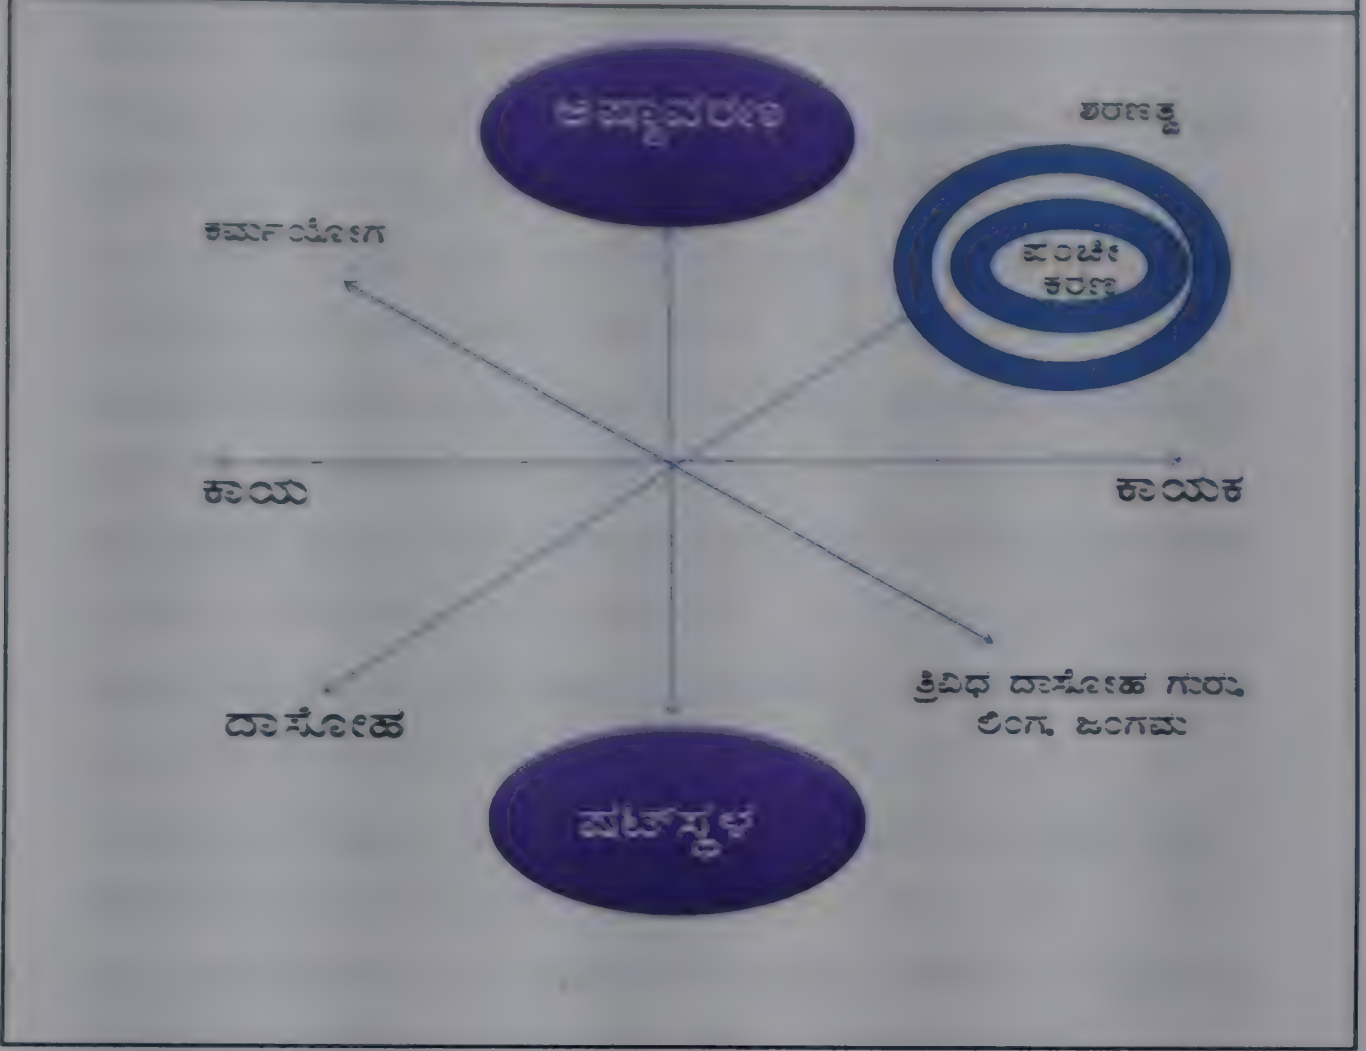 ಅಷ್ಟಾವರಣ
ಶರಣತ್ವ
ಕರ್ಮಯೋಗ
ಪಂಚೀ
ಕರಣ
ಕಾಯ
ಕಾಯಕ
ತ್ರಿವಿಧ ದಾಸೋಹ ಗುರು,
ಲಿಂಗ, ಜಂಗಮ
ದಾಸೋಹ
ಷಟ್‌ಸ್ಥಳ